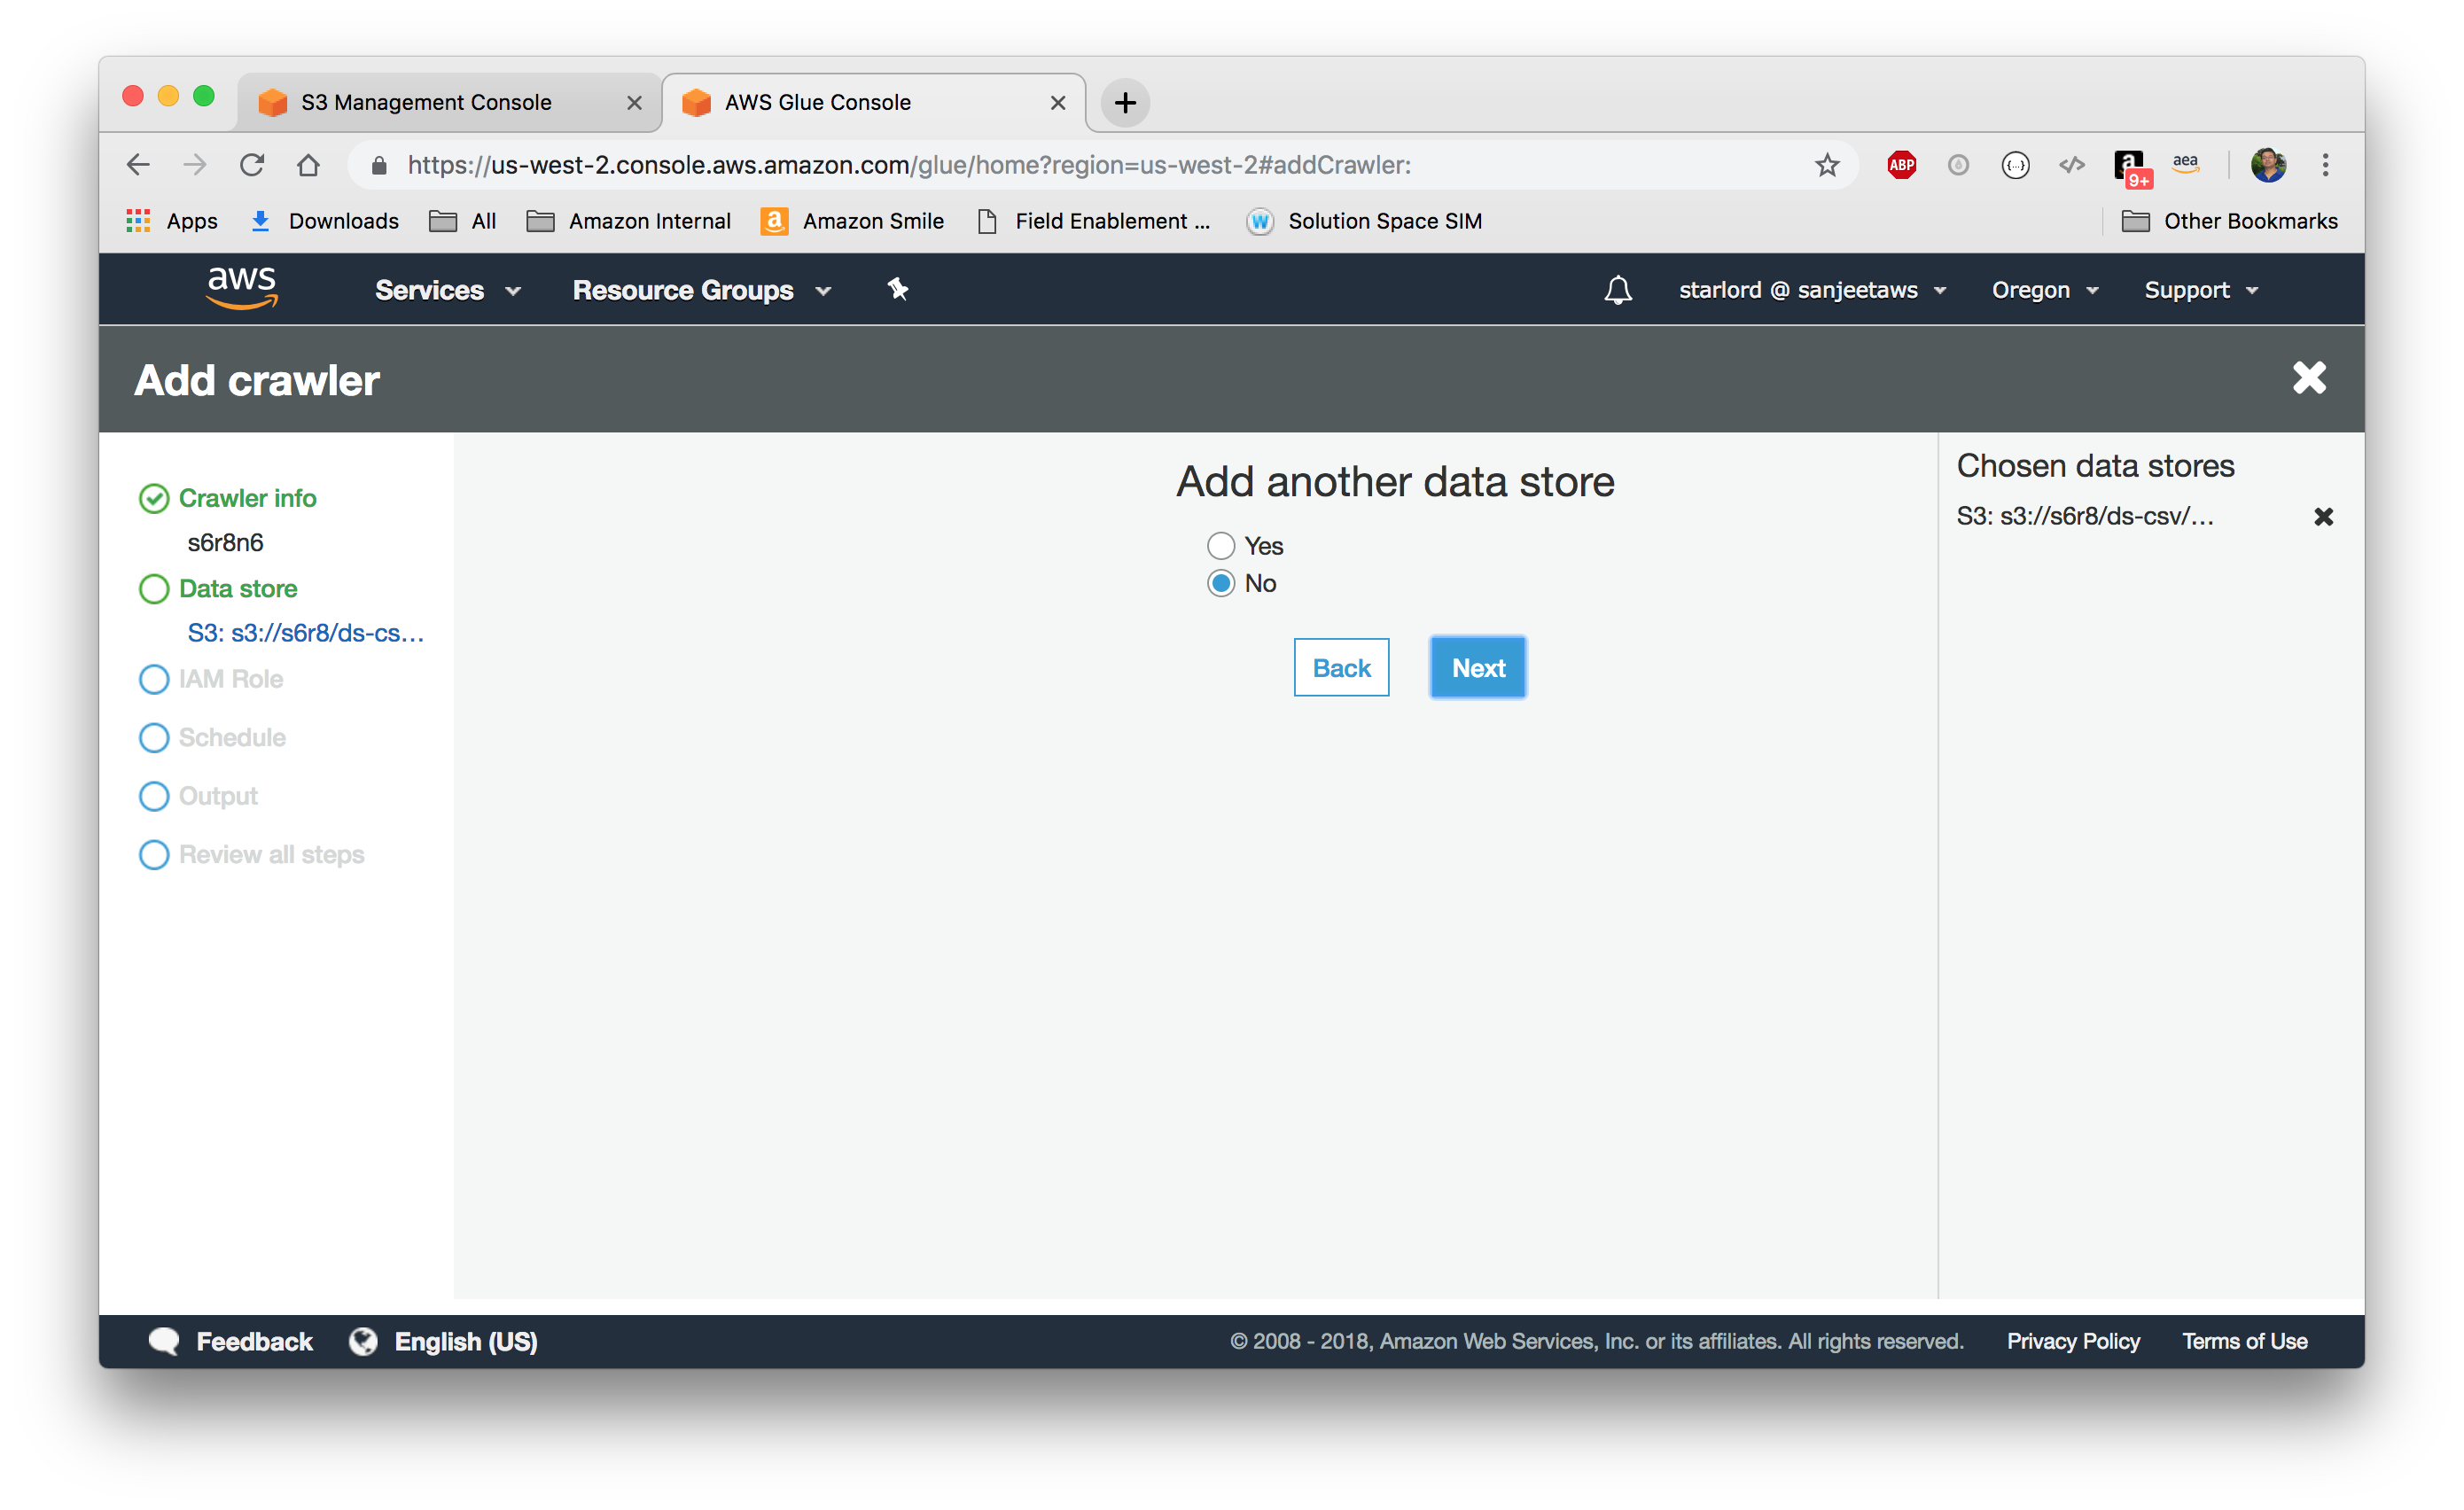 S3 Management Console
AWS Glue Console
https://us-west-2.console.aws.amazon.com/glue/home?region=us-west-2#addCrawler:
ABP
{...}
</>
a
9+
aea
Apps
Downloads
All
Amazon Internal
a
Amazon Smile
Field Enablement ...
W
Solution Space SIM
Other Bookmarks
aws
Services
Resource Groups
starlord @ sanjeetaws
Oregon
Support
Add crawler
Crawler info
s6r8n6
Data store
S3: s3://s6r8/ds-cs...
IAM Role
Schedule
Output
Review all steps
Add another data store
Yes
No
Back
Next
Chosen data stores
S3: s3://s6r8/ds-csv/...
Feedback
English (US)
© 2008 - 2018, Amazon Web Services, Inc. or its affiliates. All rights reserved.
Privacy Policy
Terms of Use